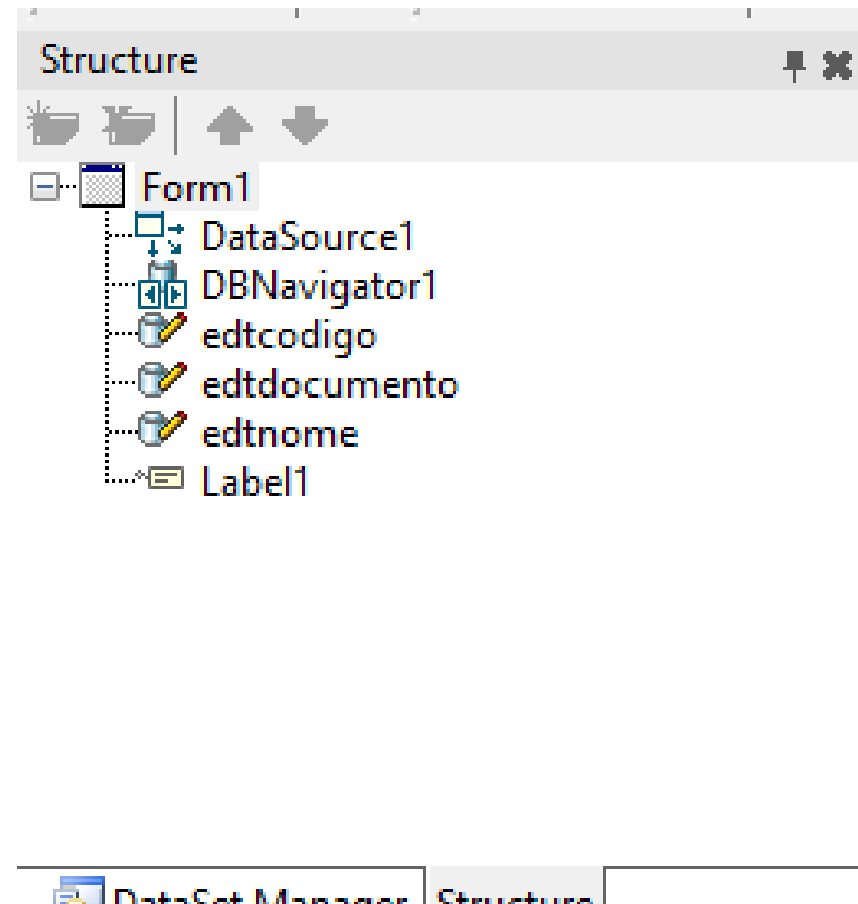 Structure
Form1
DataSource1
DBNavigator1
edtcodigo
edtdocumento
edtnome
Label1
DataSet Manager
Structure